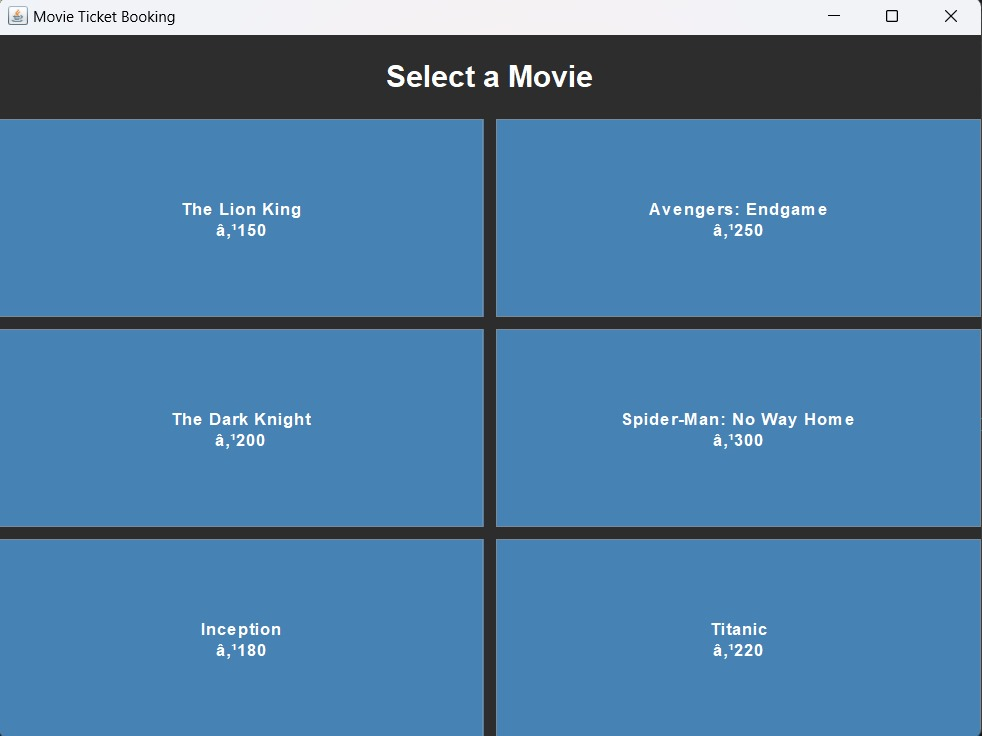 Movie Ticket Booking
Select a Movie
The Lion King
â‚¹150
Avengers: Endgame
â‚¹250
The Dark Knight
â‚¹200
Spider-Man: No Way Home
â‚¹300
Inception
â‚¹180
Titanic
â‚¹220